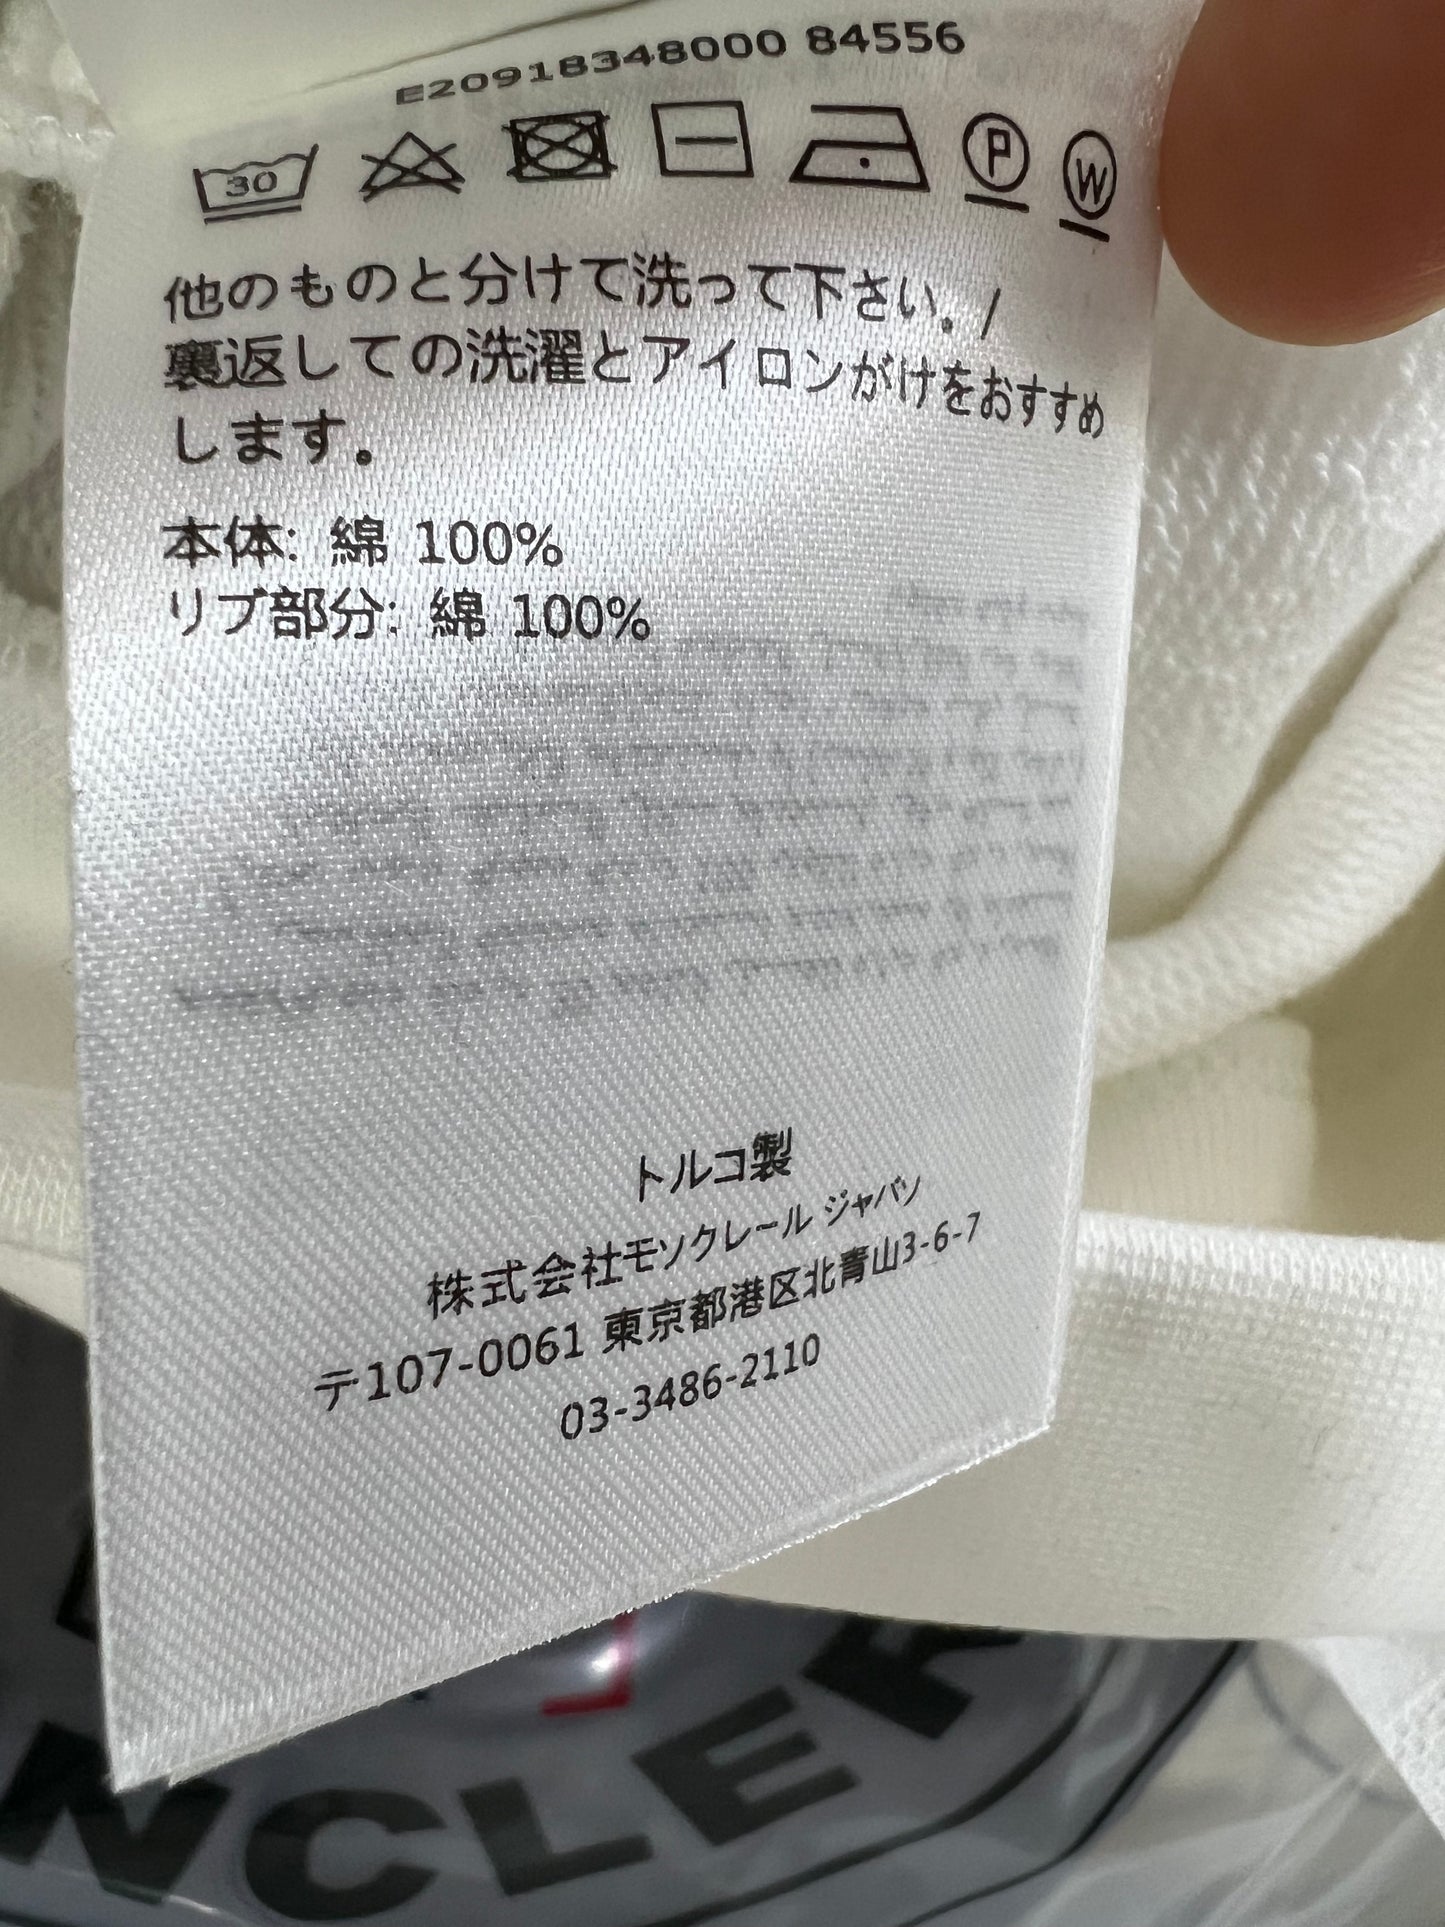 E20918348000 84556
30
P
W
他のものと分けて洗って下さい。/
裏返しての洗濯とアイロンがけをおすすめ
します。
本体: 綿 100%
リブ部分: 綿 100%
トルコ製
株式会社モンクレール ジャパン
〒107-0061 東京都港区北青山3-6-7
03-3486-2110
NCLER